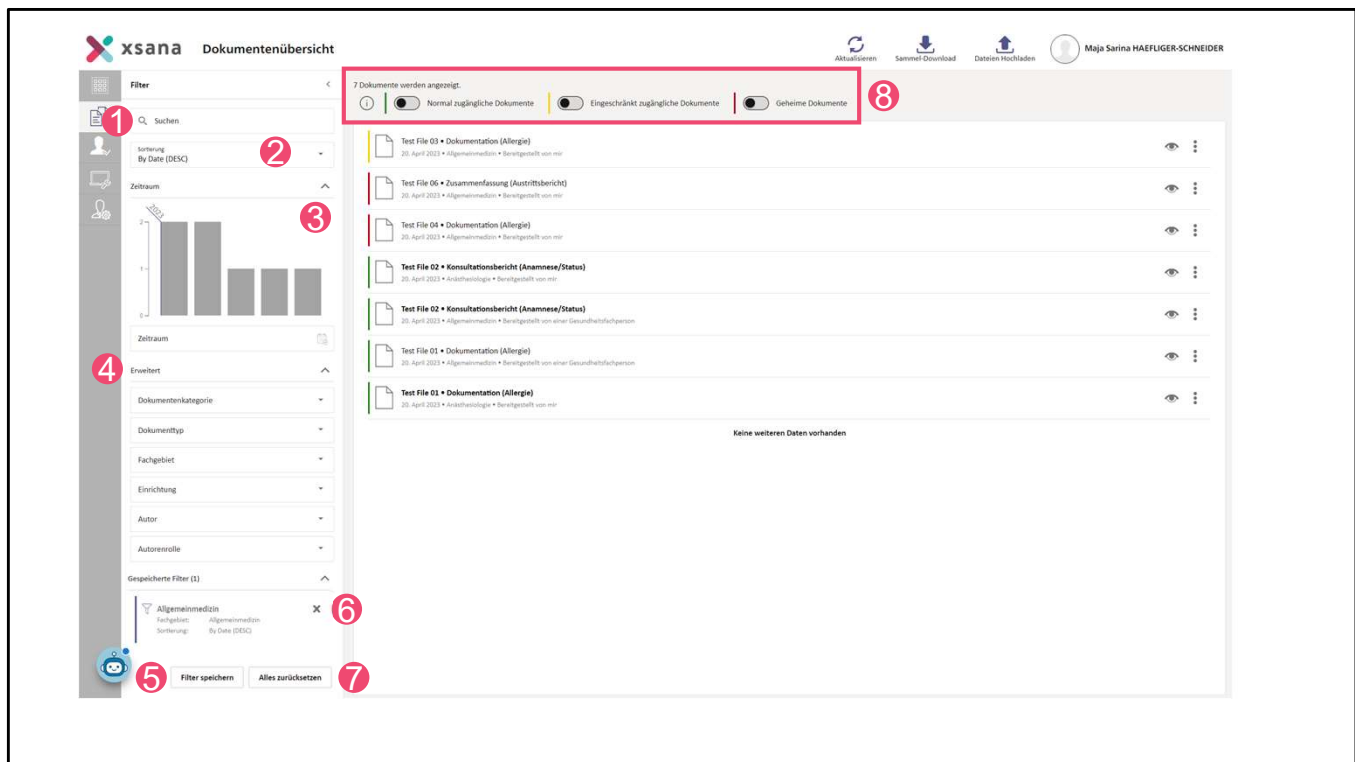 xsana Dokumentenübersicht
Aktualisieren
Sammel-Download
Dateien Hochladen
Maja Sarina HAEFLIGER-SCHNEIDER
Filter
1
Suchen
Sortierung
By Date (DESC)
2
Zeitraum
3
2023
2
1
0
Zeitraum
4
Erweitert
Dokumentenkategorie
Dokumenttyp
Fachgebiet
Einrichtung
Autor
Autorenrolle
Gespeicherte Filter (1)
Allgemeinmedizin
Fachgebiet: Allgemeinmedizin
Sortierung: By Date (DESC)
6
5
Filter speichern
Alles zurücksetzen
7
7 Dokumente werden angezeigt.
Normal zugängliche Dokumente
Eingeschränkt zugängliche Dokumente
Geheime Dokumente
8
Test File 03 • Dokumentation (Allergie)
20. April 2023 • Allgemeinmedizin • Bereitgestellt von mir
Test File 06 • Zusammenfassung (Austrittsbericht)
20. April 2023 • Allgemeinmedizin • Bereitgestellt von mir
Test File 04 • Dokumentation (Allergie)
20. April 2023 • Allgemeinmedizin • Bereitgestellt von mir
Test File 02 • Konsultationsbericht (Anamnese/Status)
20. April 2023 • Anästhesiologie • Bereitgestellt von mir
Test File 02 • Konsultationsbericht (Anamnese/Status)
20. April 2023 • Allgemeinmedizin • Bereitgestellt von einer Gesundheitsfachperson
Test File 01 • Dokumentation (Allergie)
20. April 2023 • Allgemeinmedizin • Bereitgestellt von einer Gesundheitsfachperson
Test File 01 • Dokumentation (Allergie)
20. April 2023 • Anästhesiologie • Bereitgestellt von mir
Keine weiteren Daten vorhanden